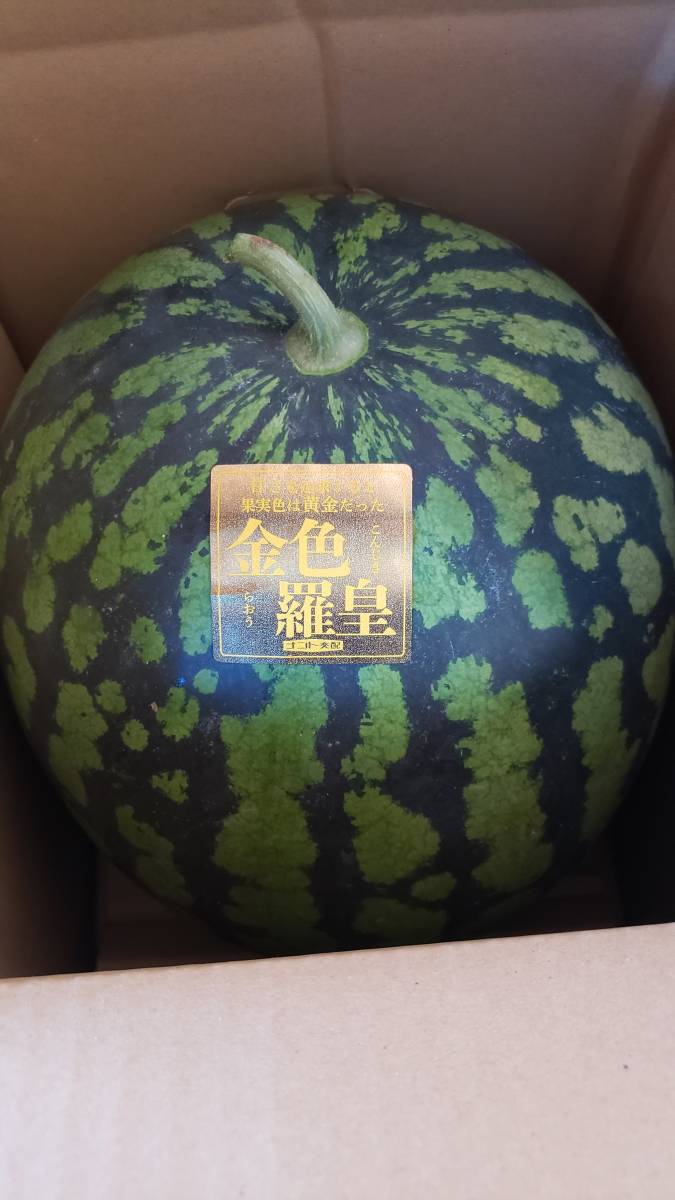 果実色は黄金だった
金色
こんじき
羅皇
らおう